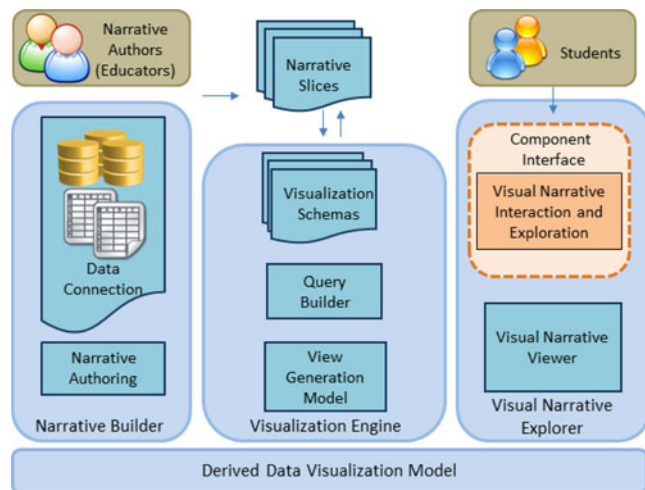 Narrative
Authors
(Educators)
Narrative
Slices
Students
Data
Connection
Narrative
Authoring
Narrative Builder
Visualization
Schemas
Query
Builder
View
Generation
Model
Visualization Engine
Component
Interface
Visual Narrative
Interaction and
Exploration
Visual Narrative
Viewer
Visual Narrative
Explorer
Derived Data Visualization Model